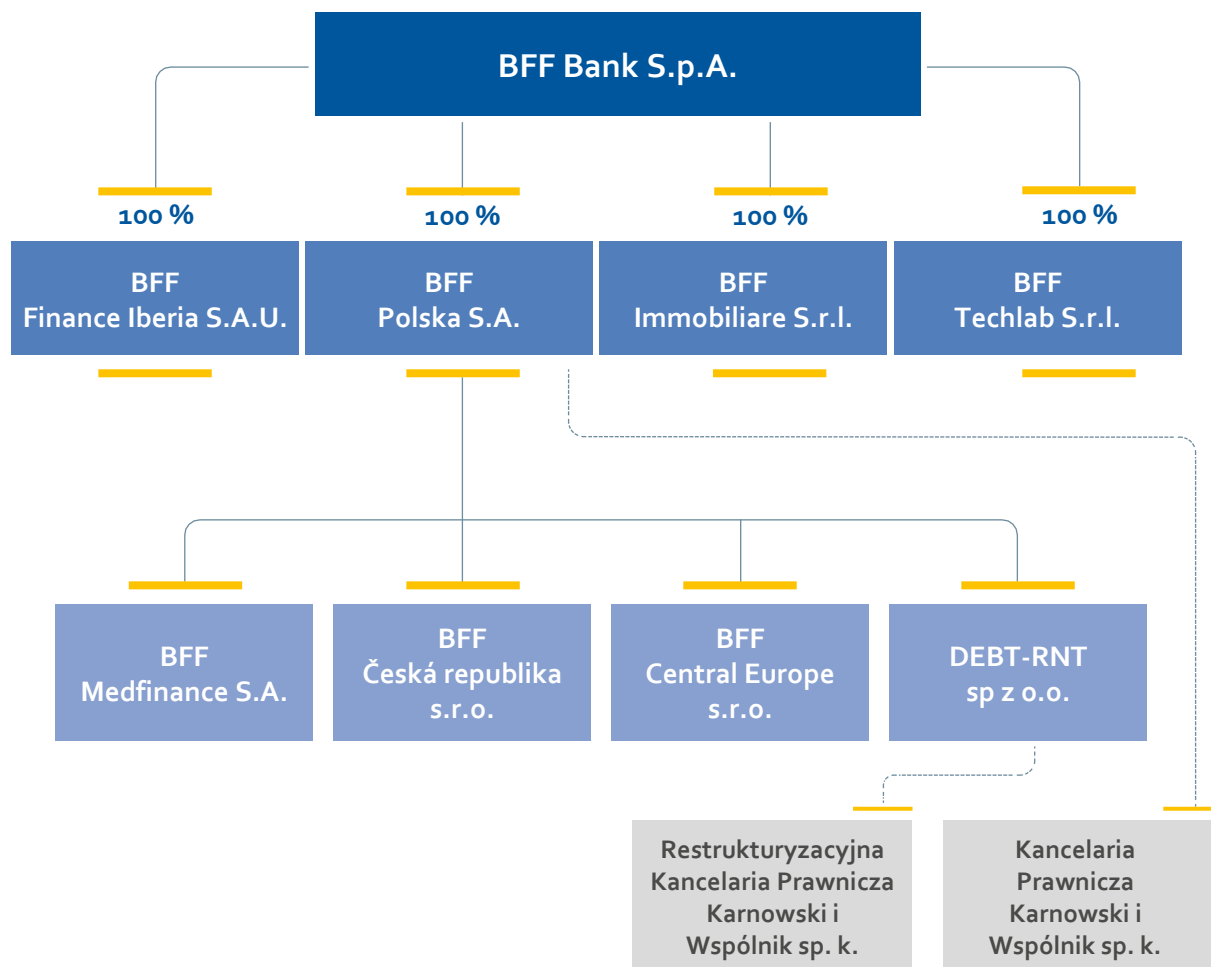 BFF Bank S.p.A.
100 %
100 %
100 %
100 %
BFF
Finance Iberia S.A.U.
BFF
Polska S.A.
BFF
Immobiliare S.r.l.
BFF
Techlab S.r.l.
BFF
Medfinance S.A.
BFF
Česká republika
s.r.o.
BFF
Central Europe
s.r.o.
DEBT-RNT
sp z o.o.
Restrukturyzacyjna
Kancelaria Prawnicza
Karnowski i
Wspólnik sp. k.
Kancelaria
Prawnicza
Karnowski i
Wspólnik sp. k.